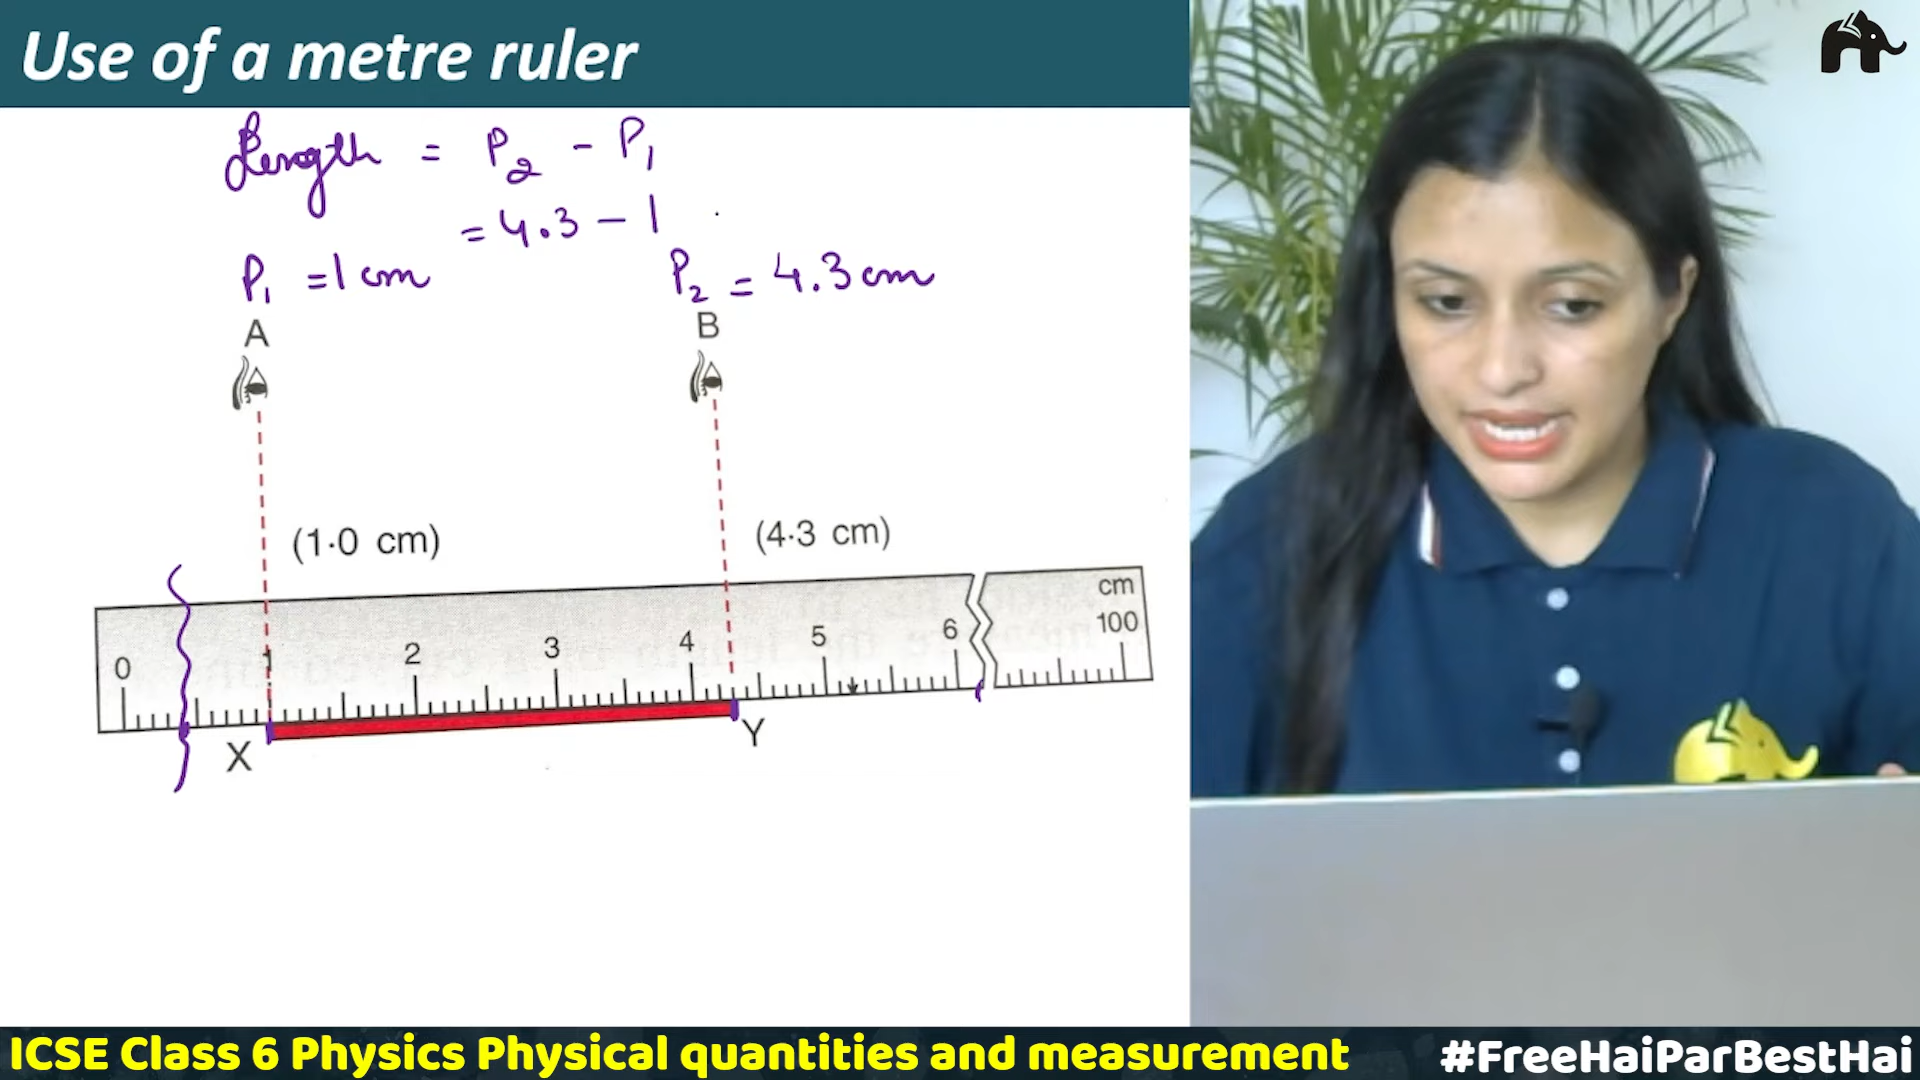 Use of a metre ruler
Length = P₂ - P₁
= 4.3 - 1
P₁ = 1 cm
P₂ = 4.3 cm
A
B
(1·0 cm)
(4·3 cm)
cm
0 1 2 3 4 5 6 100
X
Y
ICSE Class 6 Physics Physical quantities and measurement
#FreeHaiParBestHai